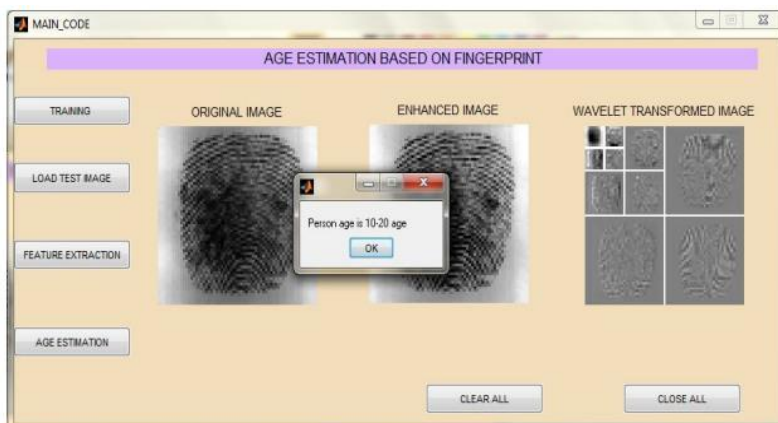 MAIN_CODE
AGE ESTIMATION BASED ON FINGERPRINT
TRAINING
ORIGINAL IMAGE
ENHANCED IMAGE
WAVELET TRANSFORMED IMAGE
LOAD TEST IMAGE
Person age is 10-20 age
OK
FEATURE EXTRACTION
AGE ESTIMATION
CLEAR ALL
CLOSE ALL